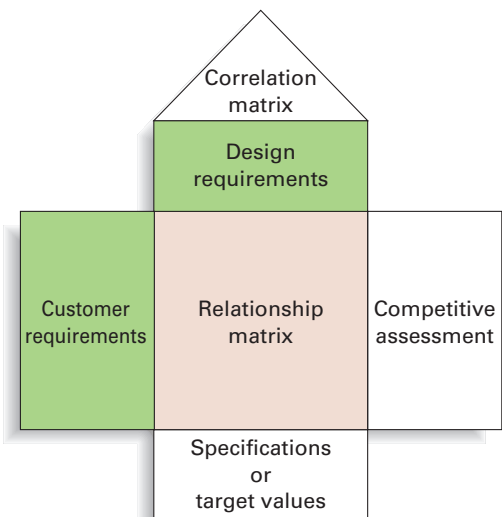 Correlation
matrix
Design
requirements
Customer
requirements
Relationship
matrix
Competitive
assessment
Specifications
or
target values